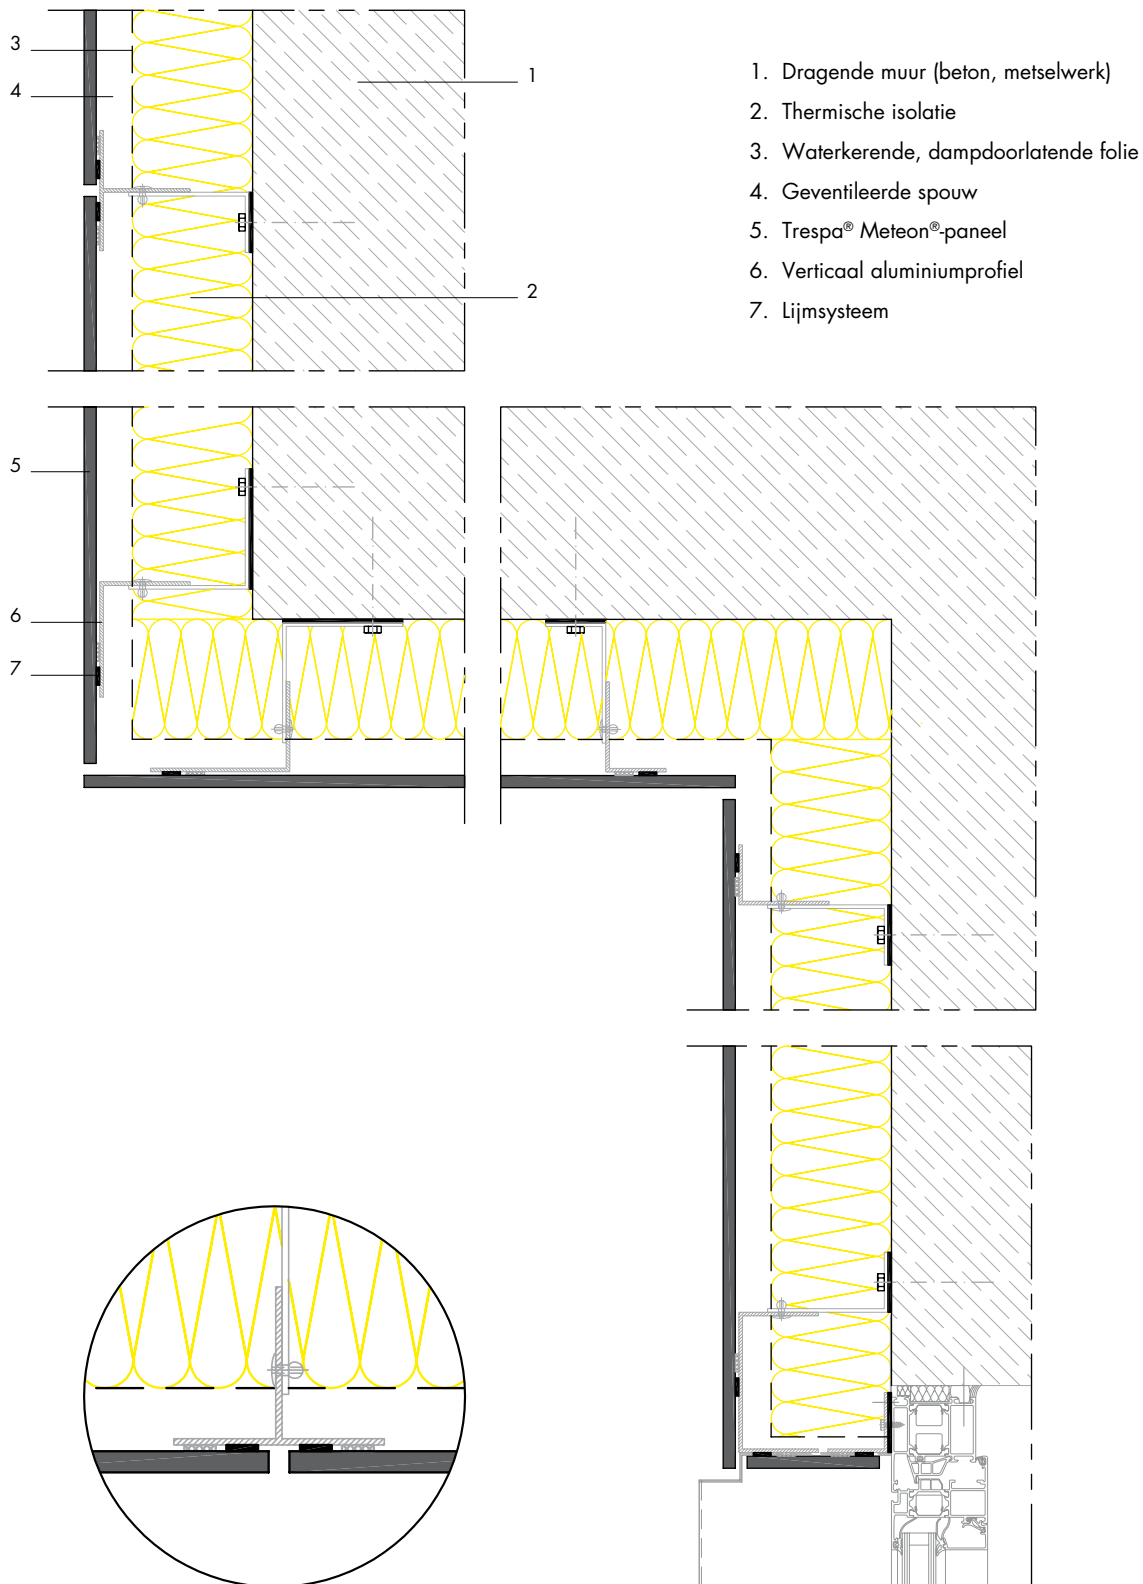 3
4
1
2
5
6
7
1. Dragende muur (beton, metselwerk)
2. Thermische isolatie
3. Waterkerende, dampdoorlatende folie
4. Geventileerde spouw
5. Trespa® Meteon®-paneel
6. Verticaal aluminiumprofiel
7. Lijmsysteem